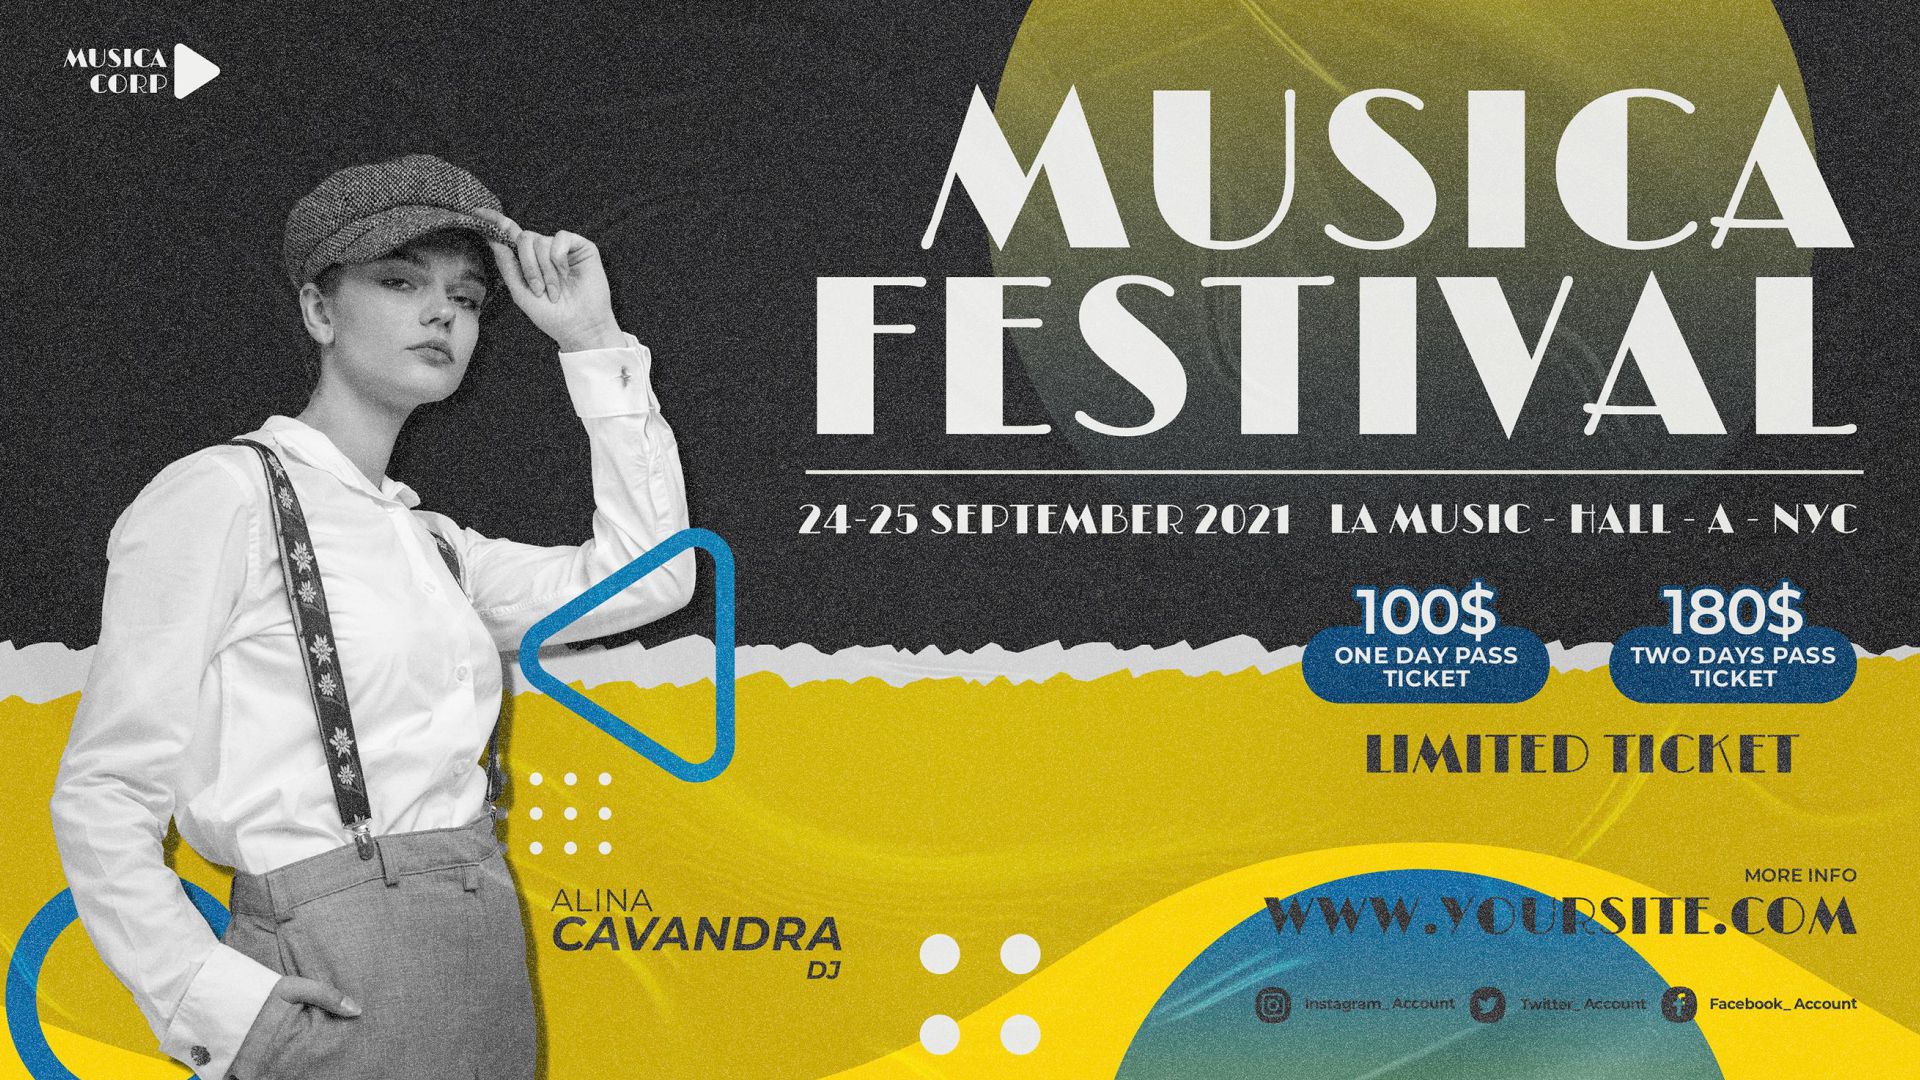 MUSICA
CORP
MUSICA
FESTIVAL
24-25 SEPTEMBER 2021 LA MUSIC - HALL - A - NYC
100$
ONE DAY PASS
TICKET
180$
TWO DAYS PASS
TICKET
LIMITED TICKET
ALINA
CAVANDRA
DJ
MORE INFO
WWW.YOURSITE.COM
Instagram_Account Twitter_Account Facebook_Account